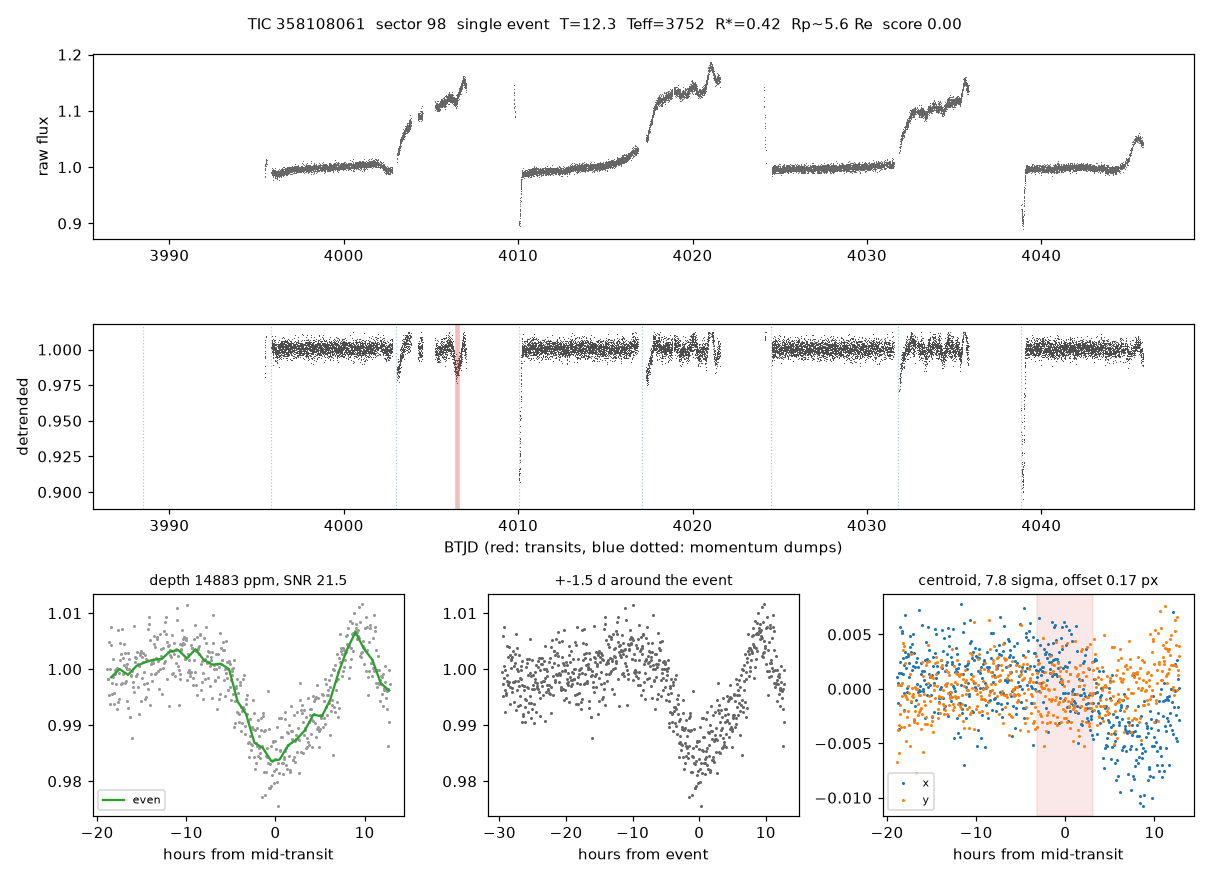 TIC 358108061  sector 98  single event  T=12.3  Teff=3752  R*=0.42  Rp~5.6 Re  score 0.00
raw flux
1.2
1.1
1.0
0.9
3990 4000 4010 4020 4030 4040
detrended
1.000
0.975
0.950
0.925
0.900
3990 4000 4010 4020 4030 4040
BTJD (red: transits, blue dotted: momentum dumps)
depth 14883 ppm, SNR 21.5
1.01
1.00
0.99
0.98
even
−20 −10 0 10
hours from mid-transit
+-1.5 d around the event
1.01
1.00
0.99
0.98
−30 −20 −10 0 10
hours from event
centroid, 7.8 sigma, offset 0.17 px
0.005
0.000
−0.005
−0.010
x
y
−20 −10 0 10
hours from mid-transit